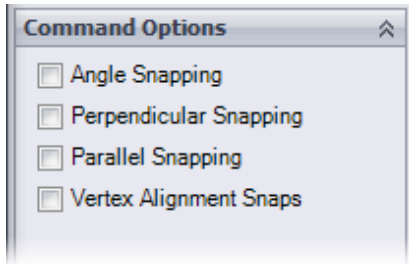 Command Options
Angle Snapping
Perpendicular Snapping
Parallel Snapping
Vertex Alignment Snaps